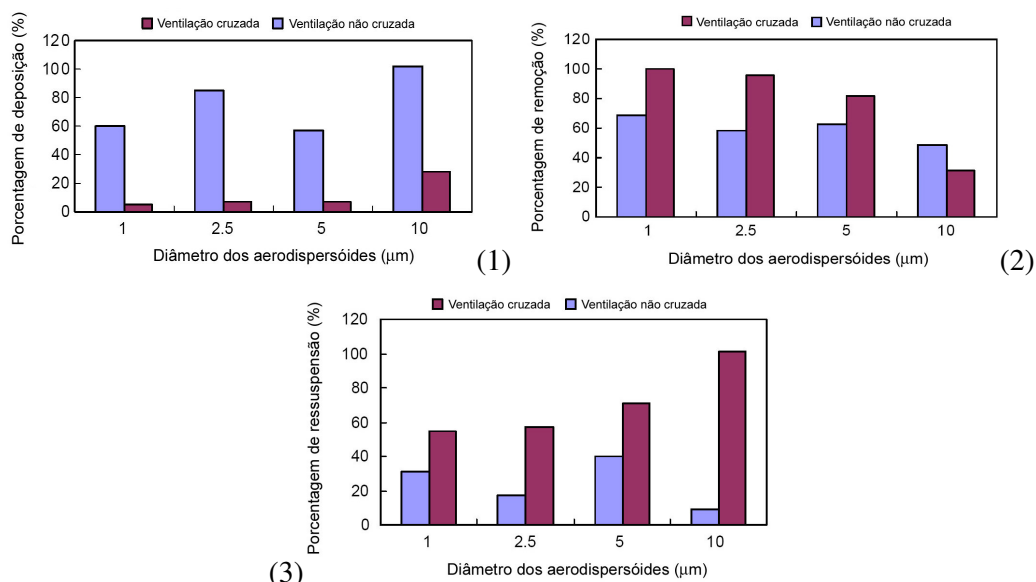 Ventilação cruzada Ventilação não cruzada
Porcentagem de deposição (%)
120
100
80
60
40
20
0
1 2.5 5 10
Diâmetro dos aerodispersóides (µm)
(1)
Ventilação cruzada Ventilação não cruzada
Porcentagem de remoção (%)
120
100
80
60
40
20
0
1 2.5 5 10
Diâmetro dos aerodispersóides (µm)
(2)
Ventilação cruzada Ventilação não cruzada
Porcentagem de ressuspensão (%)
120
100
80
60
40
20
0
1 2.5 5 10
Diâmetro dos aerodispersóides (µm)
(3)